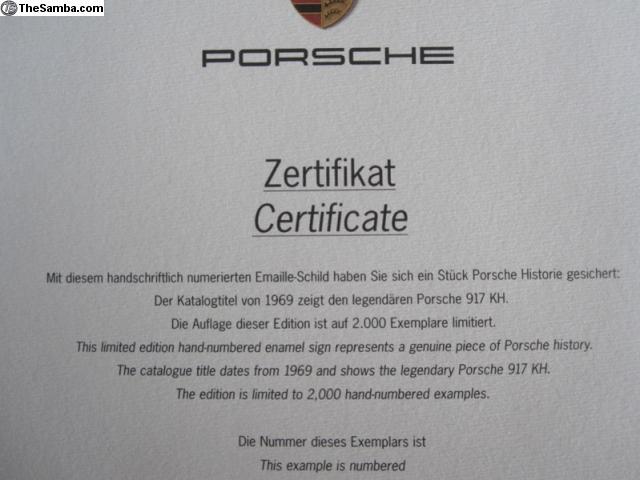 TheSamba.com
PORSCHE
Zertifikat
Certificate
Mit diesem handschriftlich numerierten Emaille-Schild haben Sie sich ein Stück Porsche Historie gesichert:
Der Katalogtitel von 1969 zeigt den legendären Porsche 917 KH.
Die Auflage dieser Edition ist auf 2.000 Exemplare limitiert.
This limited edition hand-numbered enamel sign represents a genuine piece of Porsche history.
The catalogue title dates from 1969 and shows the legendary Porsche 917 KH.
The edition is limited to 2,000 hand-numbered examples.
Die Nummer dieses Exemplars ist
This example is numbered